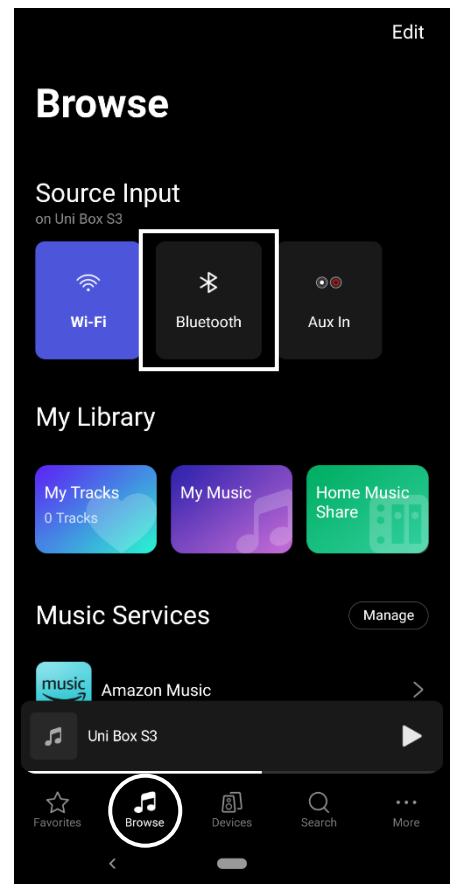 Edit
Browse
Source Input
on Uni Box S3
Wi-Fi
Bluetooth
Aux In
My Library
My Tracks
0 Tracks
My Music
Home Music
Share
Music Services
Manage
music
Amazon Music
Uni Box S3
Favorites
Browse
Devices
Search
More